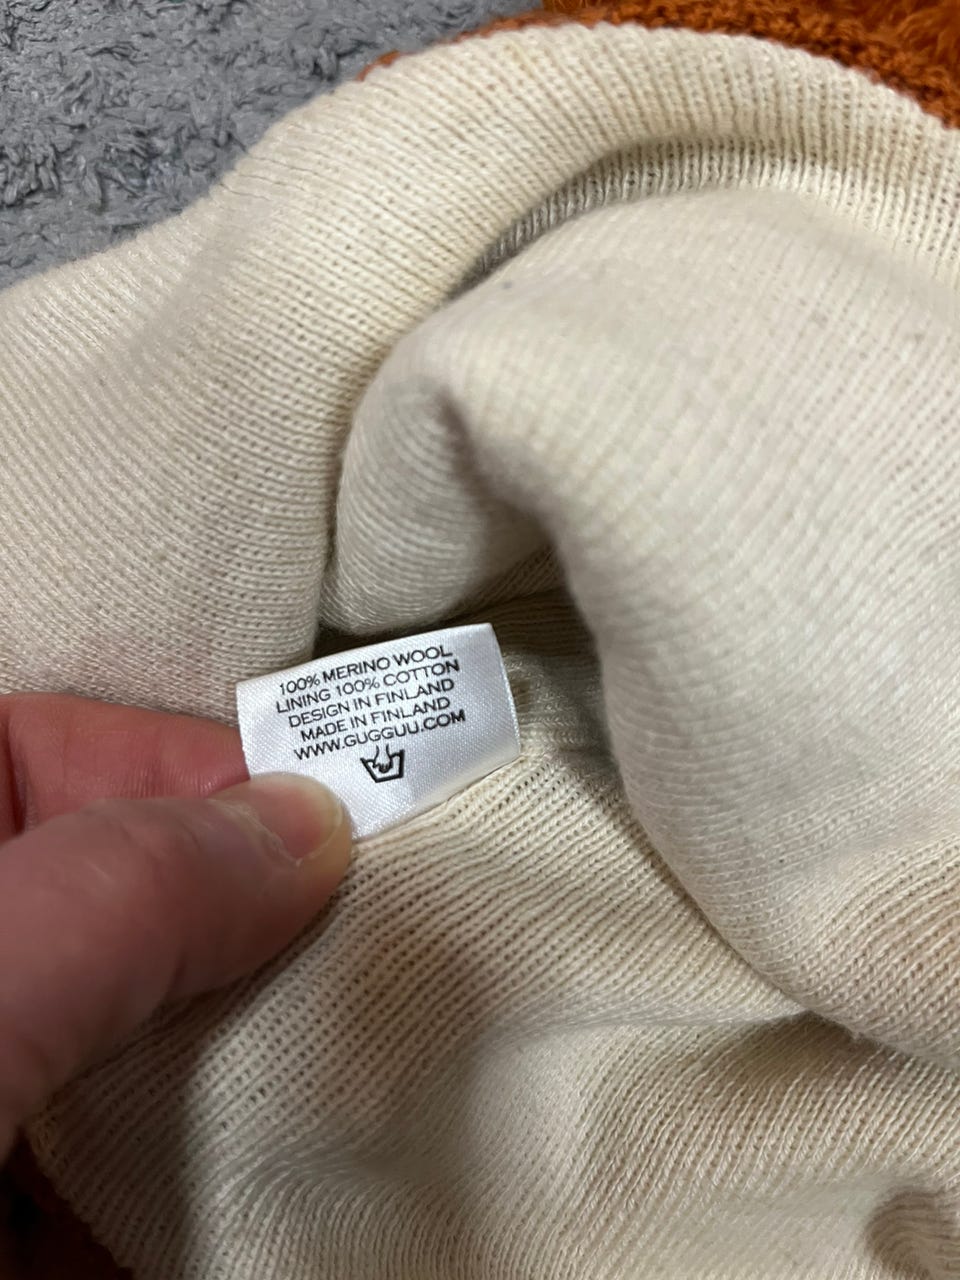 100% MERINO WOOL
LINING 100% COTTON
DESIGN IN FINLAND
MADE IN FINLAND
WWW.GUGGUU.COM